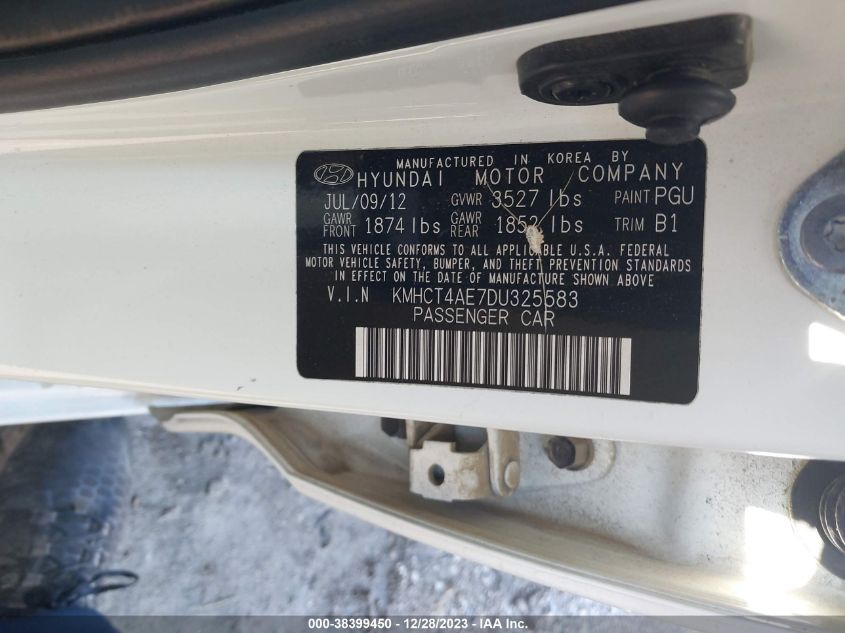 MANUFACTURED IN KOREA BY
HYUNDAI MOTOR COMPANY
JUL/09/12 GVWR 3527 lbs PAINT PGU
GAWR FRONT 1874 lbs GAWR REAR lbs TRIM B1
THIS VEHICLE CONFORMS TO ALL APPLICABLE U.S.A. FEDERAL
MOTOR VEHICLE SAFETY, BUMPER, AND THEFT PREVENTION STANDARDS
IN EFFECT ON THE DATE OF MANUFACTURE SHOWN ABOVE
V.I.N KMHCT4AE7DU325583
PASSENGER CAR
000-38399450 - 12/28/2023 - IAAI.com